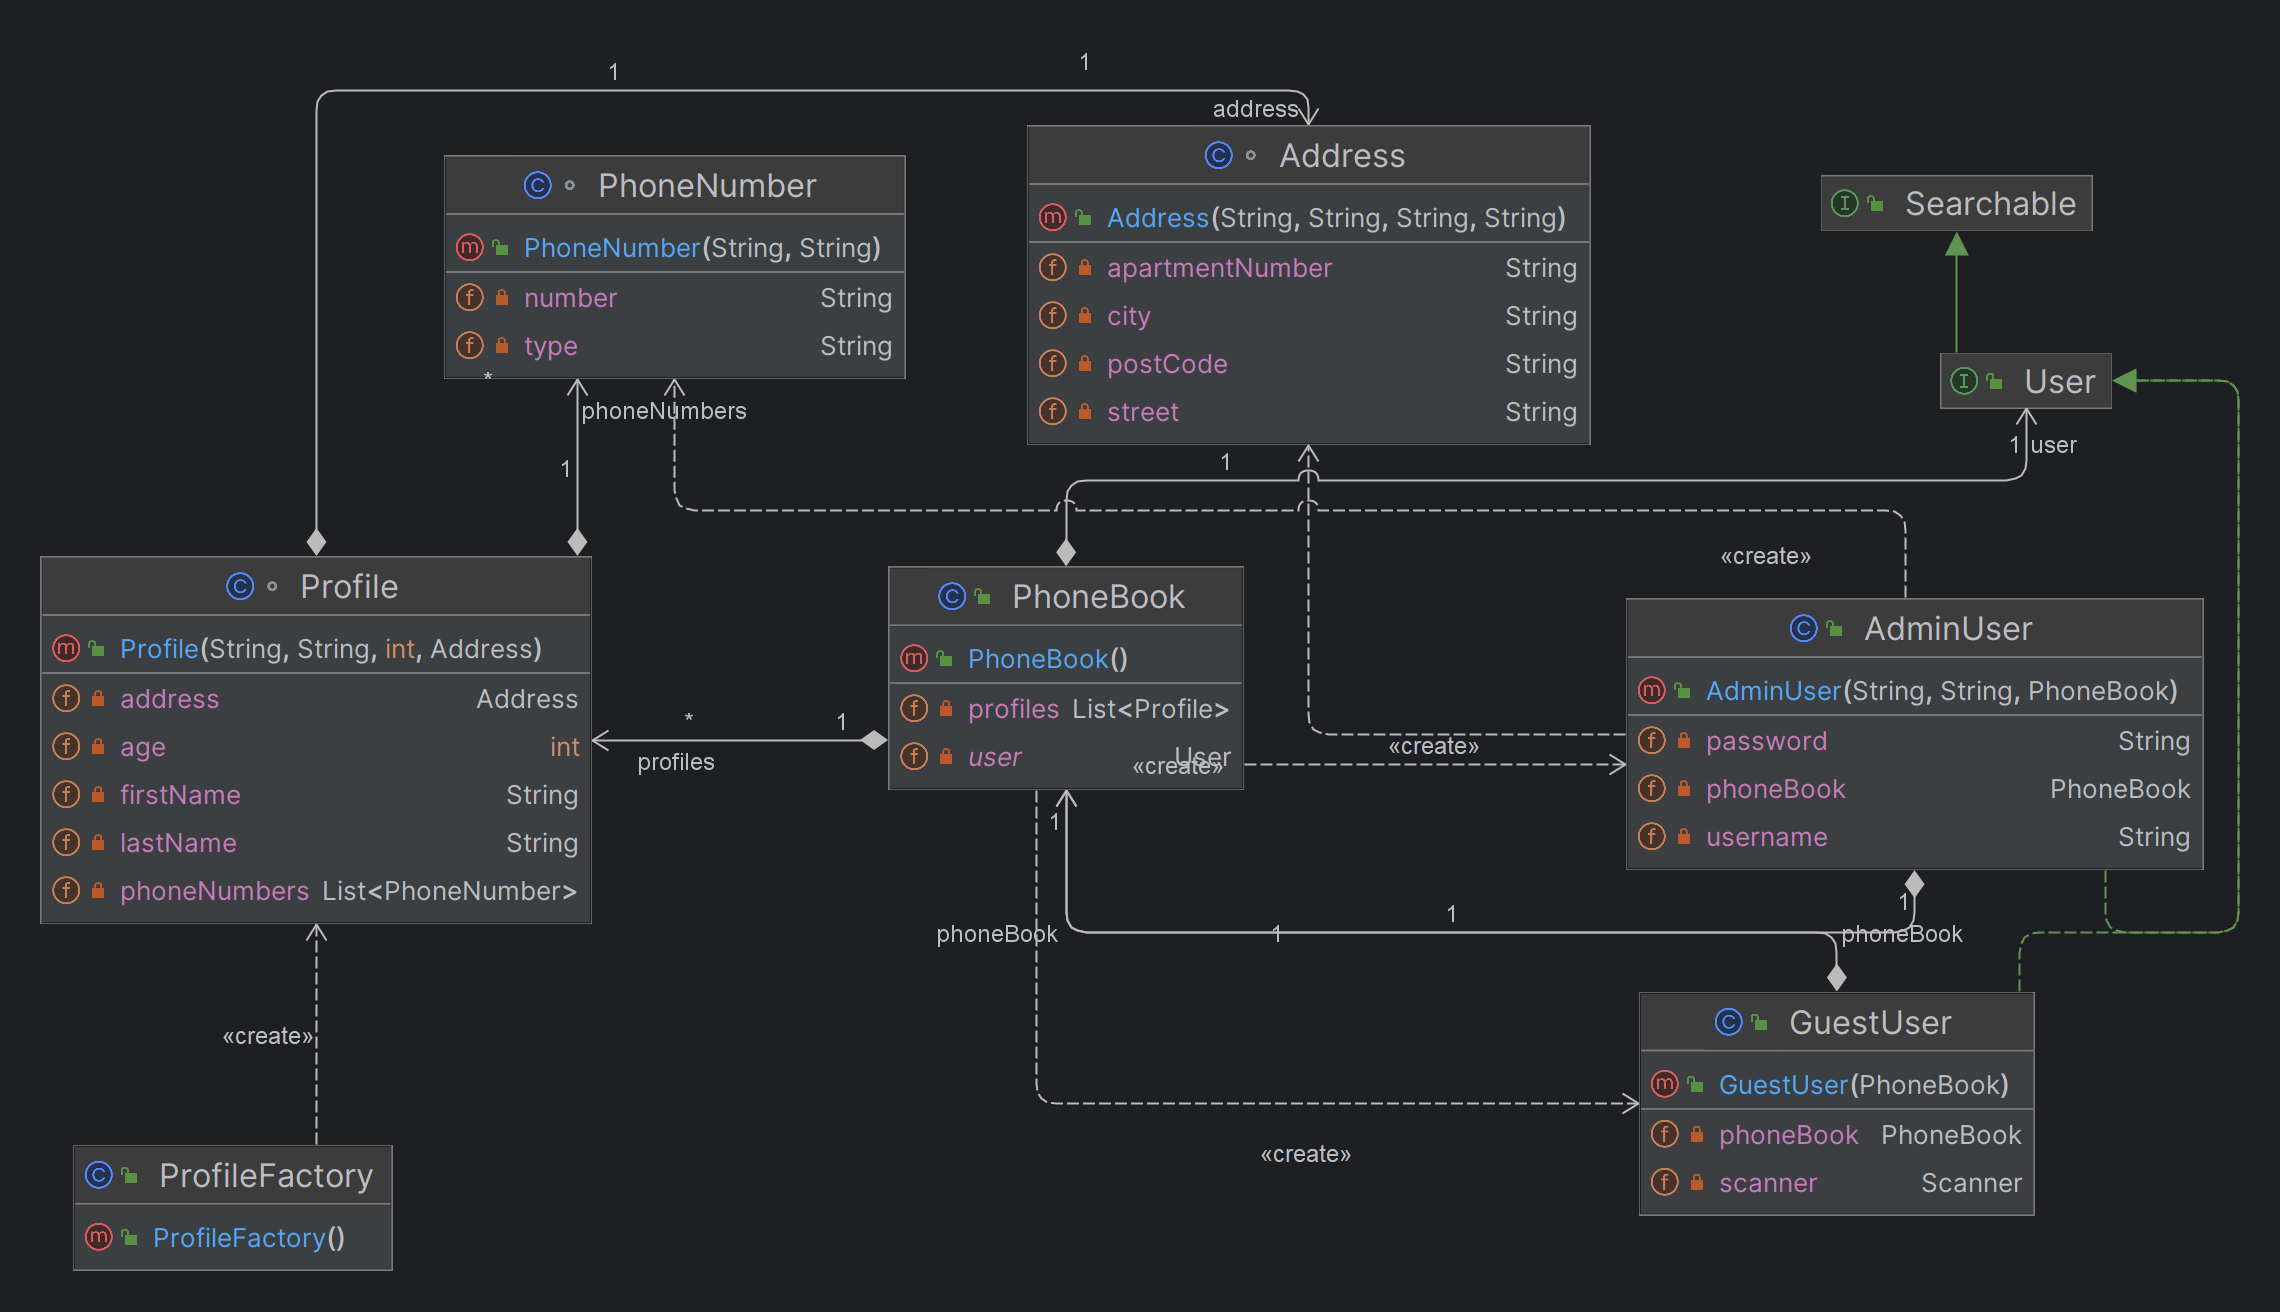 1
1
address
PhoneNumber
PhoneNumber(String, String)
number String
type String
*
phoneNumbers
1
Address
Address(String, String, String, String)
apartmentNumber String
city String
postCode String
street String
Searchable
User
1 user
1
«create»
Profile
Profile(String, String, int, Address)
address Address
age int
firstName String
lastName String
phoneNumbers List<PhoneNumber>
* 1
profiles
PhoneBook
PhoneBook()
profiles List<Profile>
user User
«create»
«create»
AdminUser
AdminUser(String, String, PhoneBook)
password String
phoneBook PhoneBook
username String
1
1
1
phoneBook
1
phoneBook
«create»
ProfileFactory
ProfileFactory()
«create»
GuestUser
GuestUser(PhoneBook)
phoneBook PhoneBook
scanner Scanner